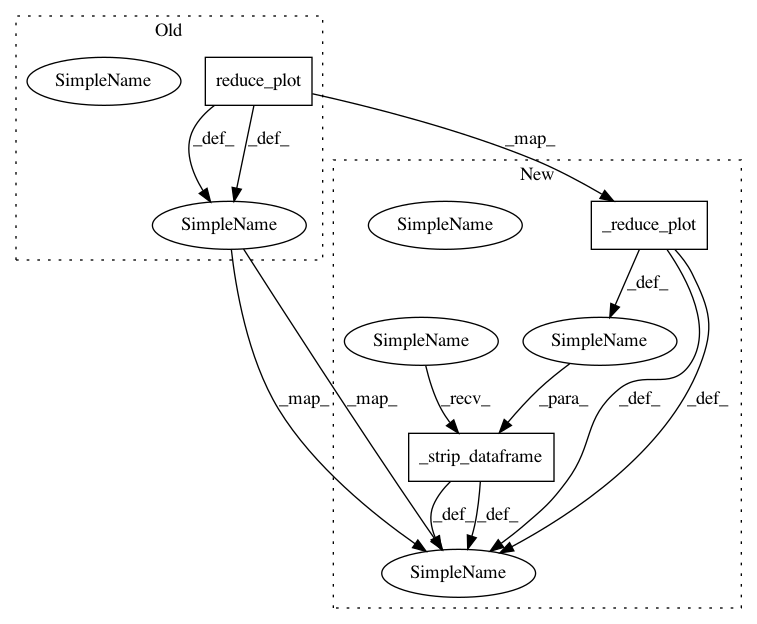 Old
SimpleName
reduce_plot
_def_
_def_
_map_
New
SimpleName
SimpleName
_reduce_plot
_def_
SimpleName
SimpleName
_map_
_map_
_recv_
_para_
_def_
_def_
_strip_dataframe
_def_
_def_
SimpleName